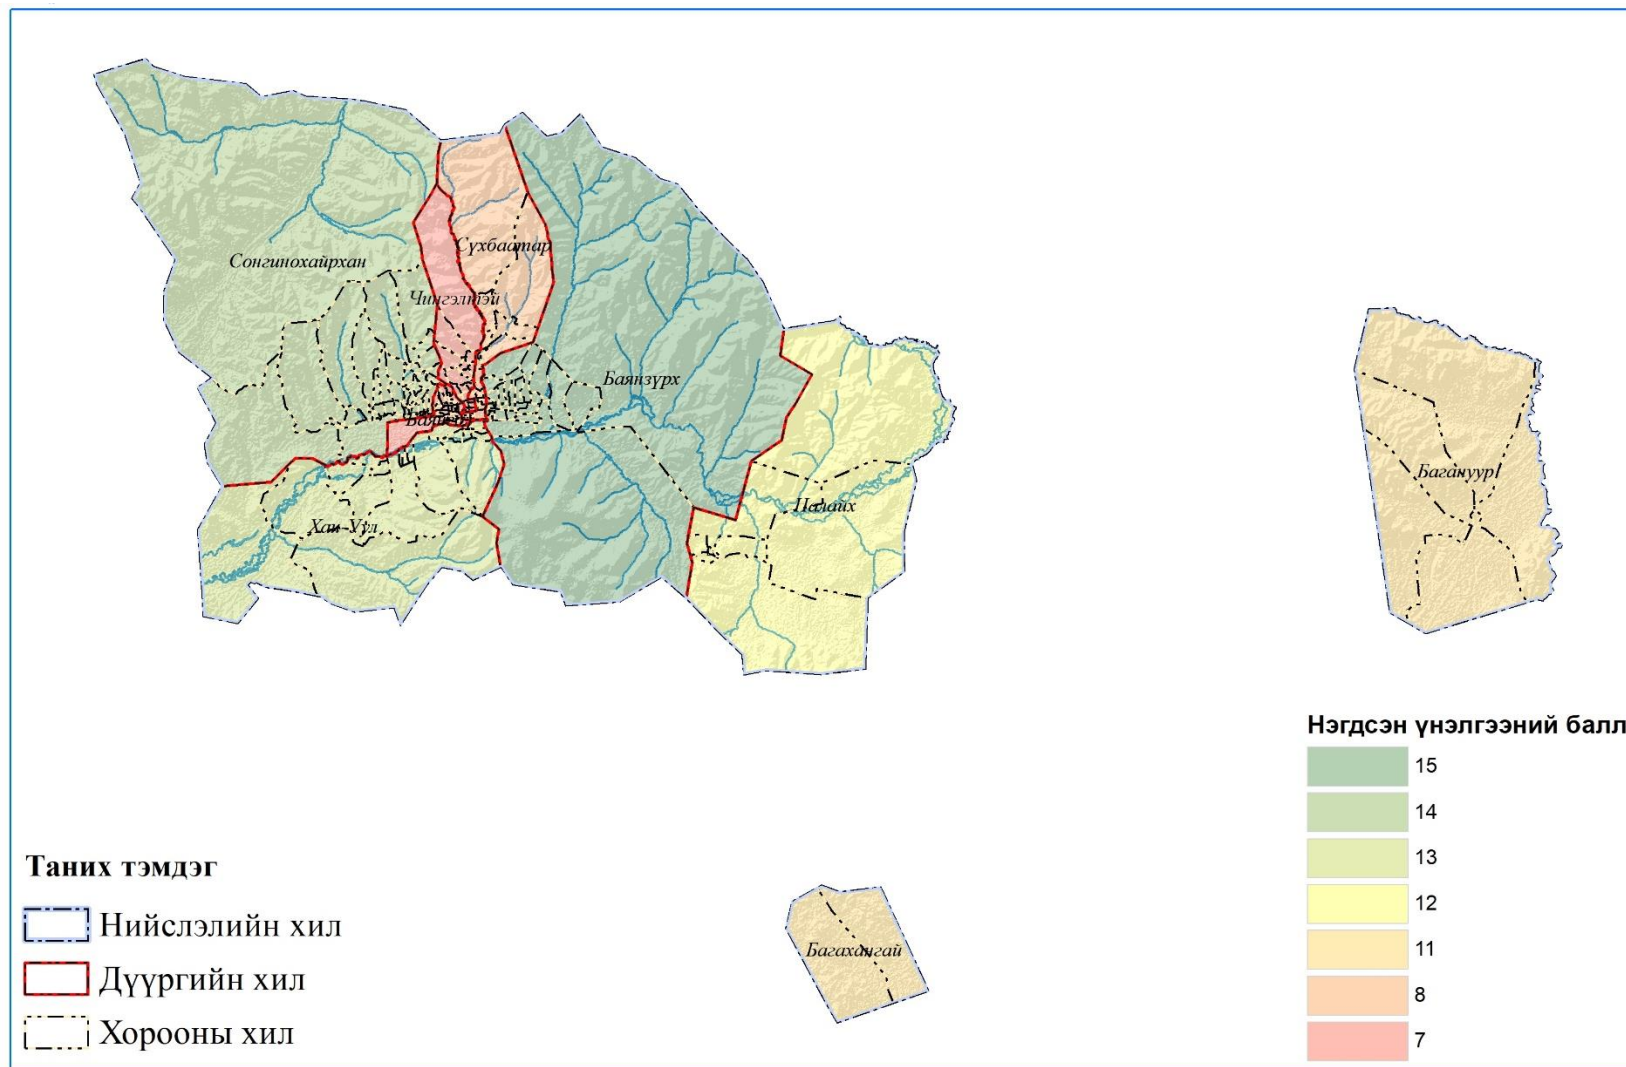 Сүхбаатар
Сонгинохайрхан
Чингэлтэй
Баянзүрх
Багануур
Налайх
Хан-Уул
Нэгдсэн үнэлгээний балл
15
14
13
12
11
8
7
Таних тэмдэг
Нийслэлийн хил
Дүүргийн хил
Хорооны хил
Багахангай